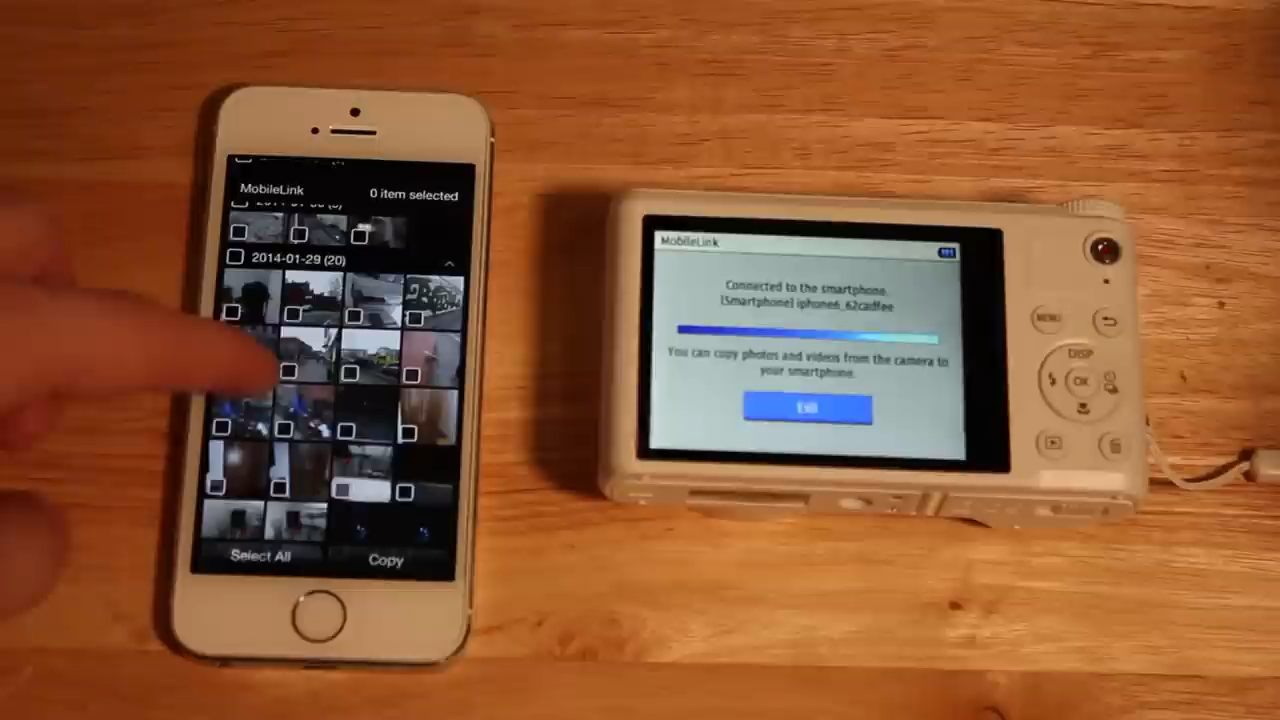 MobileLink
0 item selected
2014-01-29 (20)
Select All
Copy
MobileLink
Connected to the smartphone.
[Smartphone] iphone6_62cadfee
You can copy photos and videos from the camera to
your smartphone.
Exit
MENU
DISP
OK